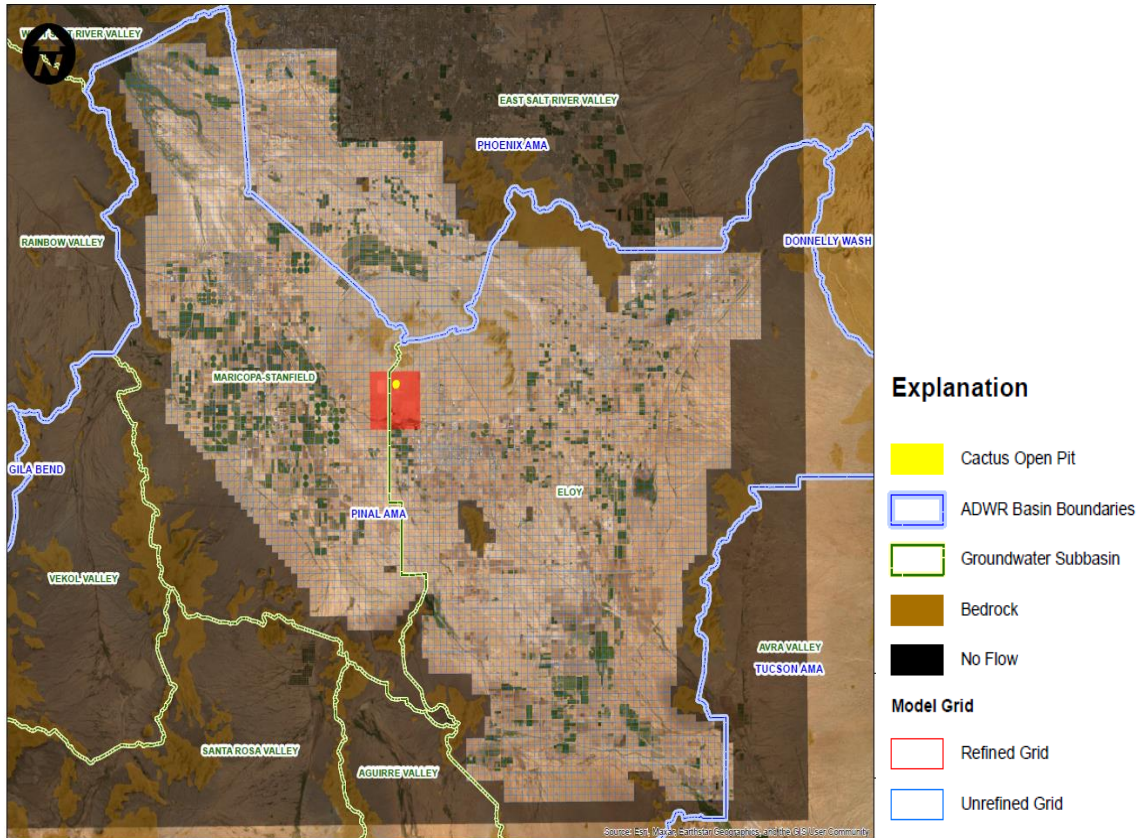 WEST SALT RIVER VALLEY
N
EAST SALT RIVER VALLEY
PHOENIX AMA
RAINBOW VALLEY
DONNELLY WASH
MARICOPA-STANFIELD
GILA BEND
ELOY
PINAL AMA
VEKOL VALLEY
AVRA VALLEY
TUCSON AMA
SANTA ROSA VALLEY
AGUIRRE VALLEY
Source: Esri, Maxar, Earthstar Geographics, and the GIS User Community
Explanation
Cactus Open Pit
ADWR Basin Boundaries
Groundwater Subbasin
Bedrock
No Flow
Model Grid
Refined Grid
Unrefined Grid